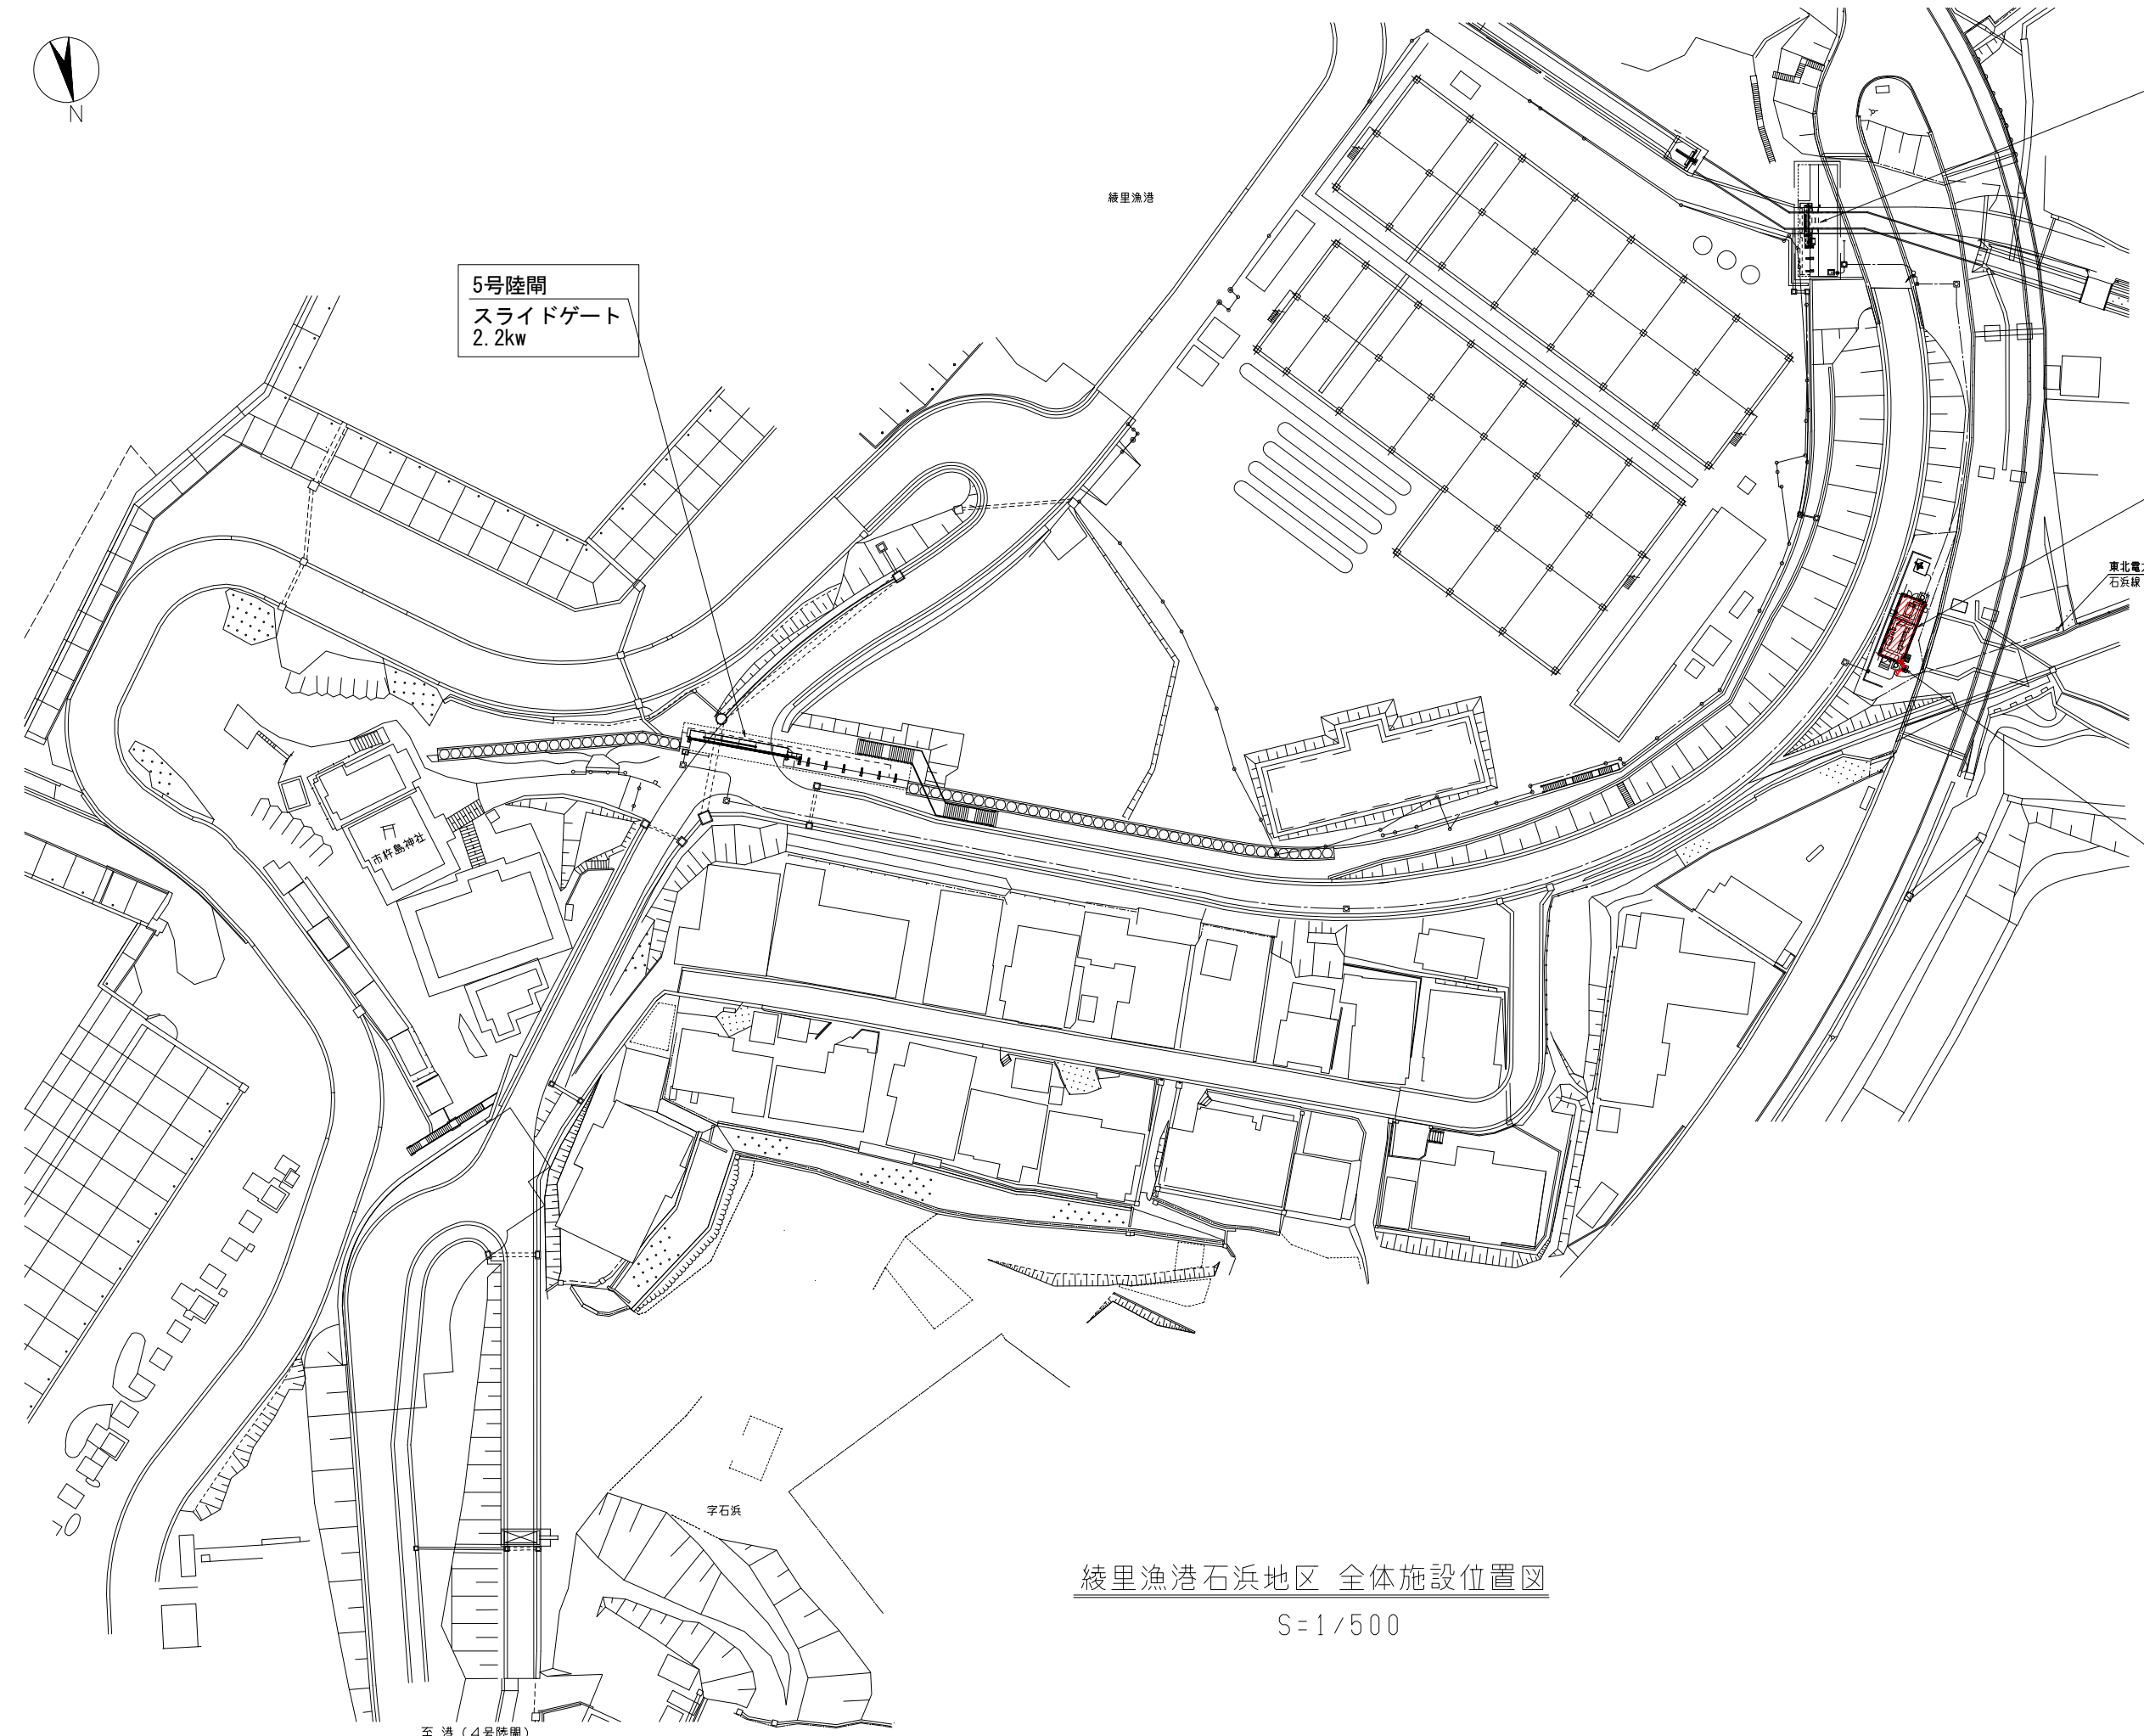 N
綾里漁港
5号陸閘
スライドゲート
2.2kw
石浜線
市杵島神社
字石浜
綾里漁港石浜地区 全体施設位置図
S=1/500
至 港（4号陸閘）